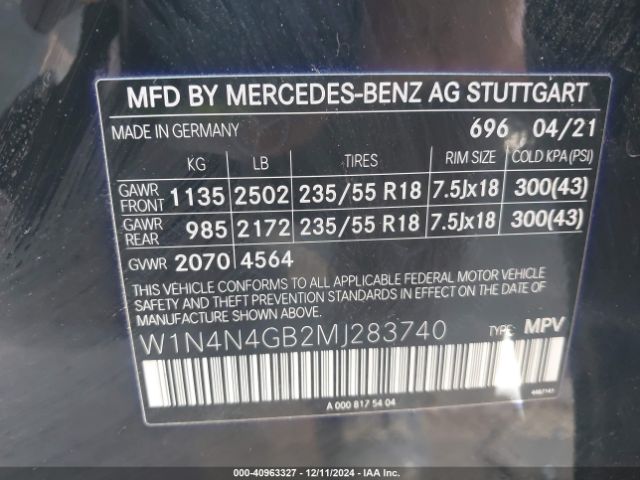 MFD BY MERCEDES-BENZ AG STUTTGART
MADE IN GERMANY 696 04/21
KG LB TIRES RIM SIZE COLD KPA (PSI)
GAWR FRONT 1135 2502 235/55 R18 7.5Jx18 300(43)
GAWR REAR 985 2172 235/55 R18 7.5Jx18 300(43)
GVWR 2070 4564
THIS VEHICLE CONFORMS TO ALL APPLICABLE FEDERAL MOTOR VEHICLE
SAFETY AND THEFT PREVENTION STANDARDS IN EFFECT ON THE DATE OF
MANUFACTURE SHOWN ABOVE.
W1N4N4GB2MJ283740 TYPE: MPV
A 000 817 54 04
000-40963327 - 12/11/2024 - IAA Inc.